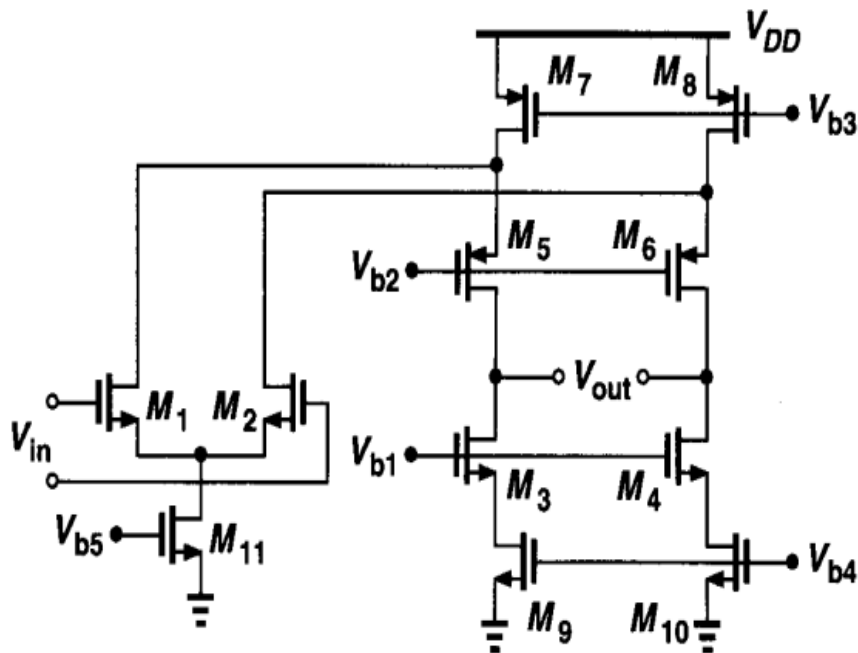 V_DD
M_7
M_8
V_b3
M_5
M_6
V_b2
V_out
M_1
M_2
V_in
V_b1
M_3
M_4
V_b5
M_11
V_b4
M_9
M_10